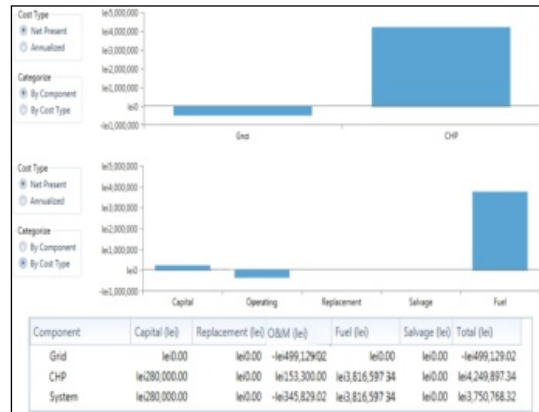 Cost Type
Net Present
Annualized
Categorize
By Component
By Cost Type
lei5,000,000
lei4,000,000
lei3,000,000
lei2,000,000
lei1,000,000
lei0
-lei1,000,000
Grid
CHP
Cost Type
Net Present
Annualized
Categorize
By Component
By Cost Type
lei5,000,000
lei4,000,000
lei3,000,000
lei2,000,000
lei1,000,000
lei0
-lei1,000,000
Capital Operating Replacement Salvage Fuel
Component Capital (lei) Replacement (lei) O&M (lei) Fuel (lei) Salvage (lei) Total (lei)
Grid lei0.00 lei0.00 -lei499,129.02 lei0.00 lei0.00 -lei499,129.02
CHP lei280,000.00 lei0.00 lei153,300.00 lei3,816,597.34 lei0.00 lei4,249,897.34
System lei280,000.00 lei0.00 -lei345,829.02 lei3,816,597.34 lei0.00 lei3,750,768.32